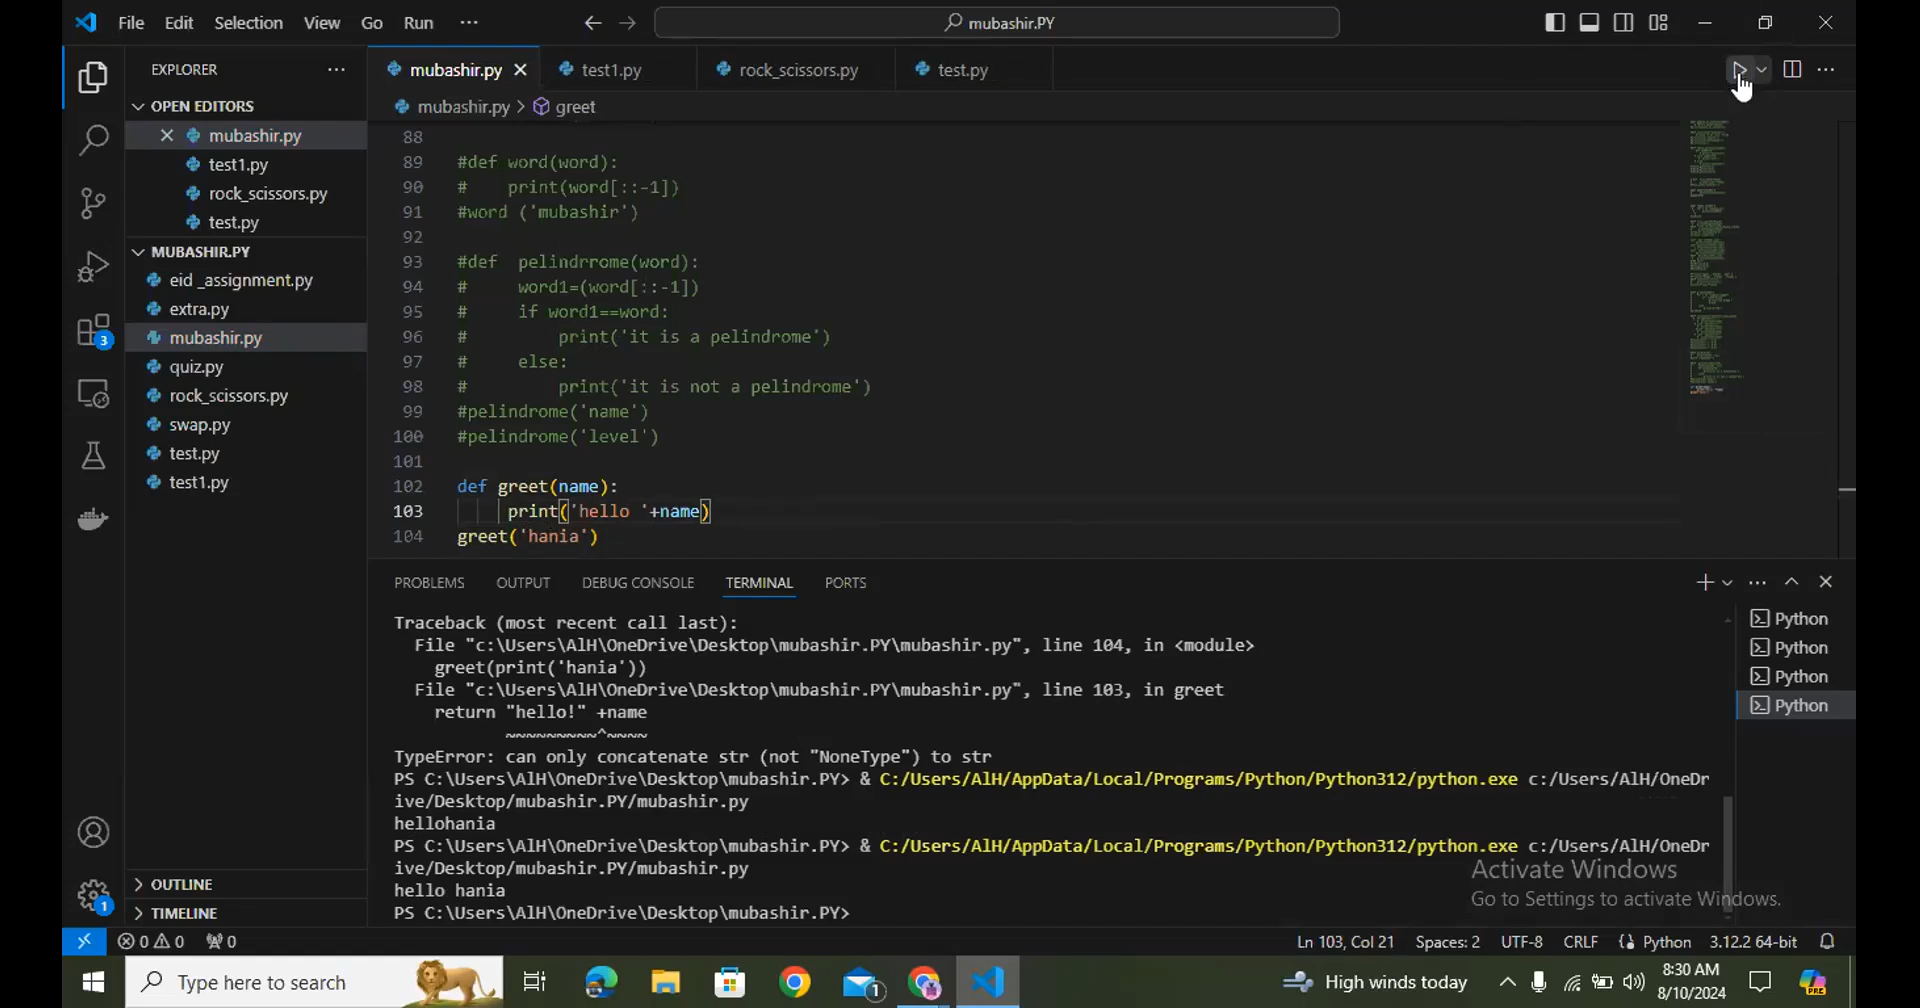 File Edit Selection View Go Run ··· mubashir.PY
EXPLORER ···
OPEN EDITORS
mubashir.py
test1.py
rock_scissors.py
test.py
MUBASHIR.PY
eid _assignment.py
extra.py
mubashir.py
quiz.py
rock_scissors.py
swap.py
test.py
test1.py
OUTLINE
TIMELINE
3
1
mubashir.py test1.py rock_scissors.py test.py
mubashir.py > greet
88
89 #def word(word):
90 #    print(word[::-1])
91 #word ('mubashir')
92
93 #def  pelindrrome(word):
94 #     word1=(word[::-1])
95 #     if word1==word:
96 #         print('it is a pelindrome')
97 #     else:
98 #         print('it is not a pelindrome')
99 #pelindrome('name')
100 #pelindrome('level')
101
102 def greet(name):
103      print('hello '+name)
104 greet('hania')
PROBLEMS OUTPUT DEBUG CONSOLE TERMINAL PORTS
Traceback (most recent call last):
  File "c:\Users\AlH\OneDrive\Desktop\mubashir.PY\mubashir.py", line 104, in <module>
    greet(print('hania'))
  File "c:\Users\AlH\OneDrive\Desktop\mubashir.PY\mubashir.py", line 103, in greet
    return "hello!" +name
           ~~~~~~~~~^~~~~
TypeError: can only concatenate str (not "NoneType") to str
PS C:\Users\AlH\OneDrive\Desktop\mubashir.PY> & C:/Users/AlH/AppData/Local/Programs/Python/Python312/python.exe c:/Users/AlH/OneDr
ive/Desktop/mubashir.PY/mubashir.py
hellohania
PS C:\Users\AlH\OneDrive\Desktop\mubashir.PY> & C:/Users/AlH/AppData/Local/Programs/Python/Python312/python.exe c:/Users/AlH/OneDr
ive/Desktop/mubashir.PY/mubashir.py
hello hania
PS C:\Users\AlH\OneDrive\Desktop\mubashir.PY>
Python
Python
Python
Python
Activate Windows
Go to Settings to activate Windows.
0 0 0 Ln 103, Col 21 Spaces: 2 UTF-8 CRLF Python 3.12.2 64-bit
Type here to search 1 High winds today 8:30 AM
8/10/2024
PRE